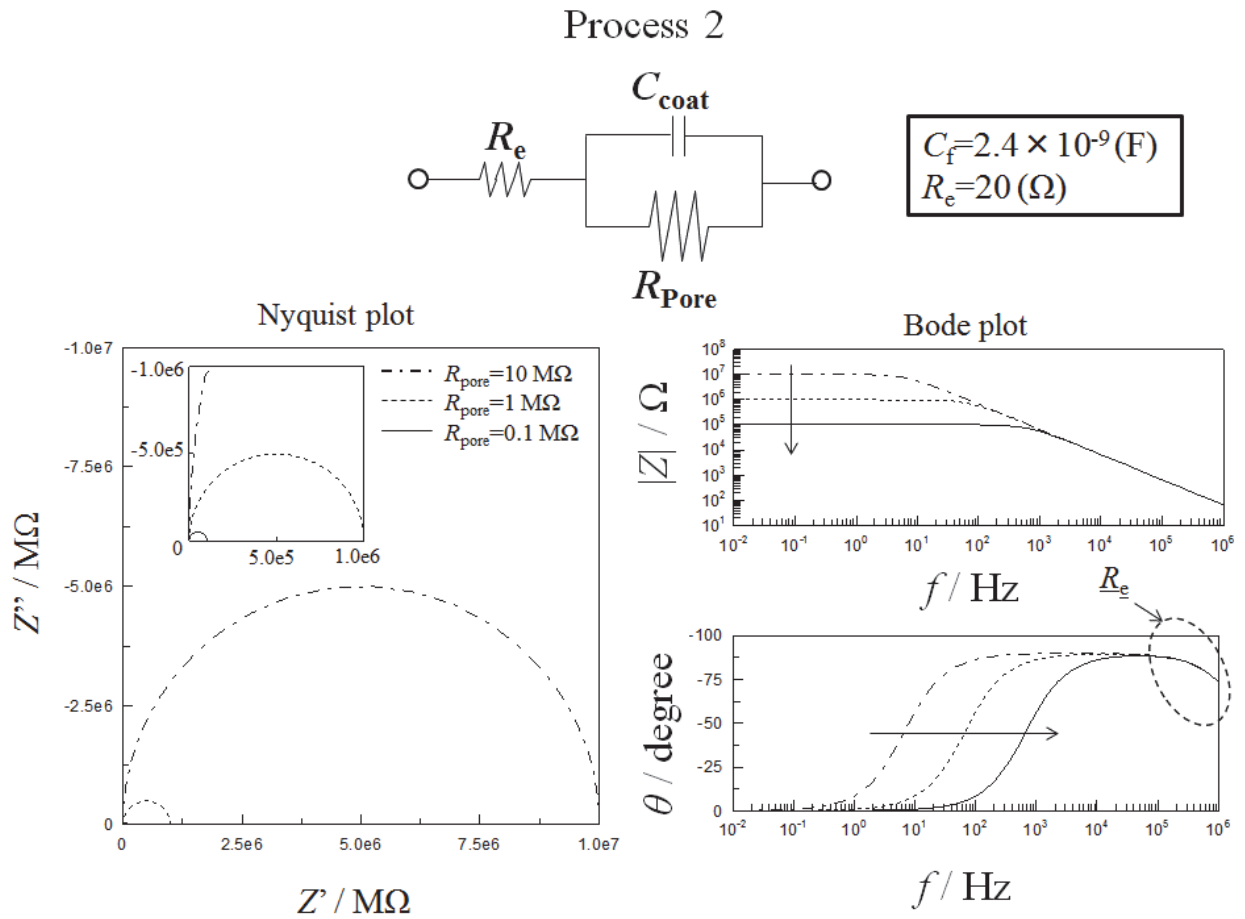 Process 2
C_coat
R_e
R_Pore
C_f=2.4 × 10^-9 (F)
R_e=20 (Ω)
Nyquist plot
Z’’ / MΩ
-1.0e7
-7.5e6
-5.0e6
-2.5e6
0
0
2.5e6
5.0e6
7.5e6
1.0e7
Z’ / MΩ
-1.0e6
-5.0e5
0
5.0e5
1.0e6
R_pore=10 MΩ
R_pore=1 MΩ
R_pore=0.1 MΩ
Bode plot
|Z| / Ω
10^8
10^7
10^6
10^5
10^4
10^3
10^2
10^1
10^-2 10^-1 10^0 10^1 10^2 10^3 10^4 10^5 10^6
f / Hz
R_e
θ / degree
-100
-75
-50
-25
0
10^-2 10^-1 10^0 10^1 10^2 10^3 10^4 10^5 10^6
f / Hz